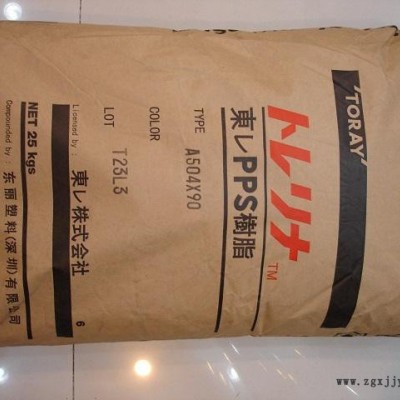 TORAY
トレリナ™
東レPPS樹脂
TYPE A504X90
COLOR
LOT T23L3
Licensed by : 東レ株式会社 6
NET 25 kgs
Compounded by : 东丽塑料(深圳)有限公司
www.zgxjjy